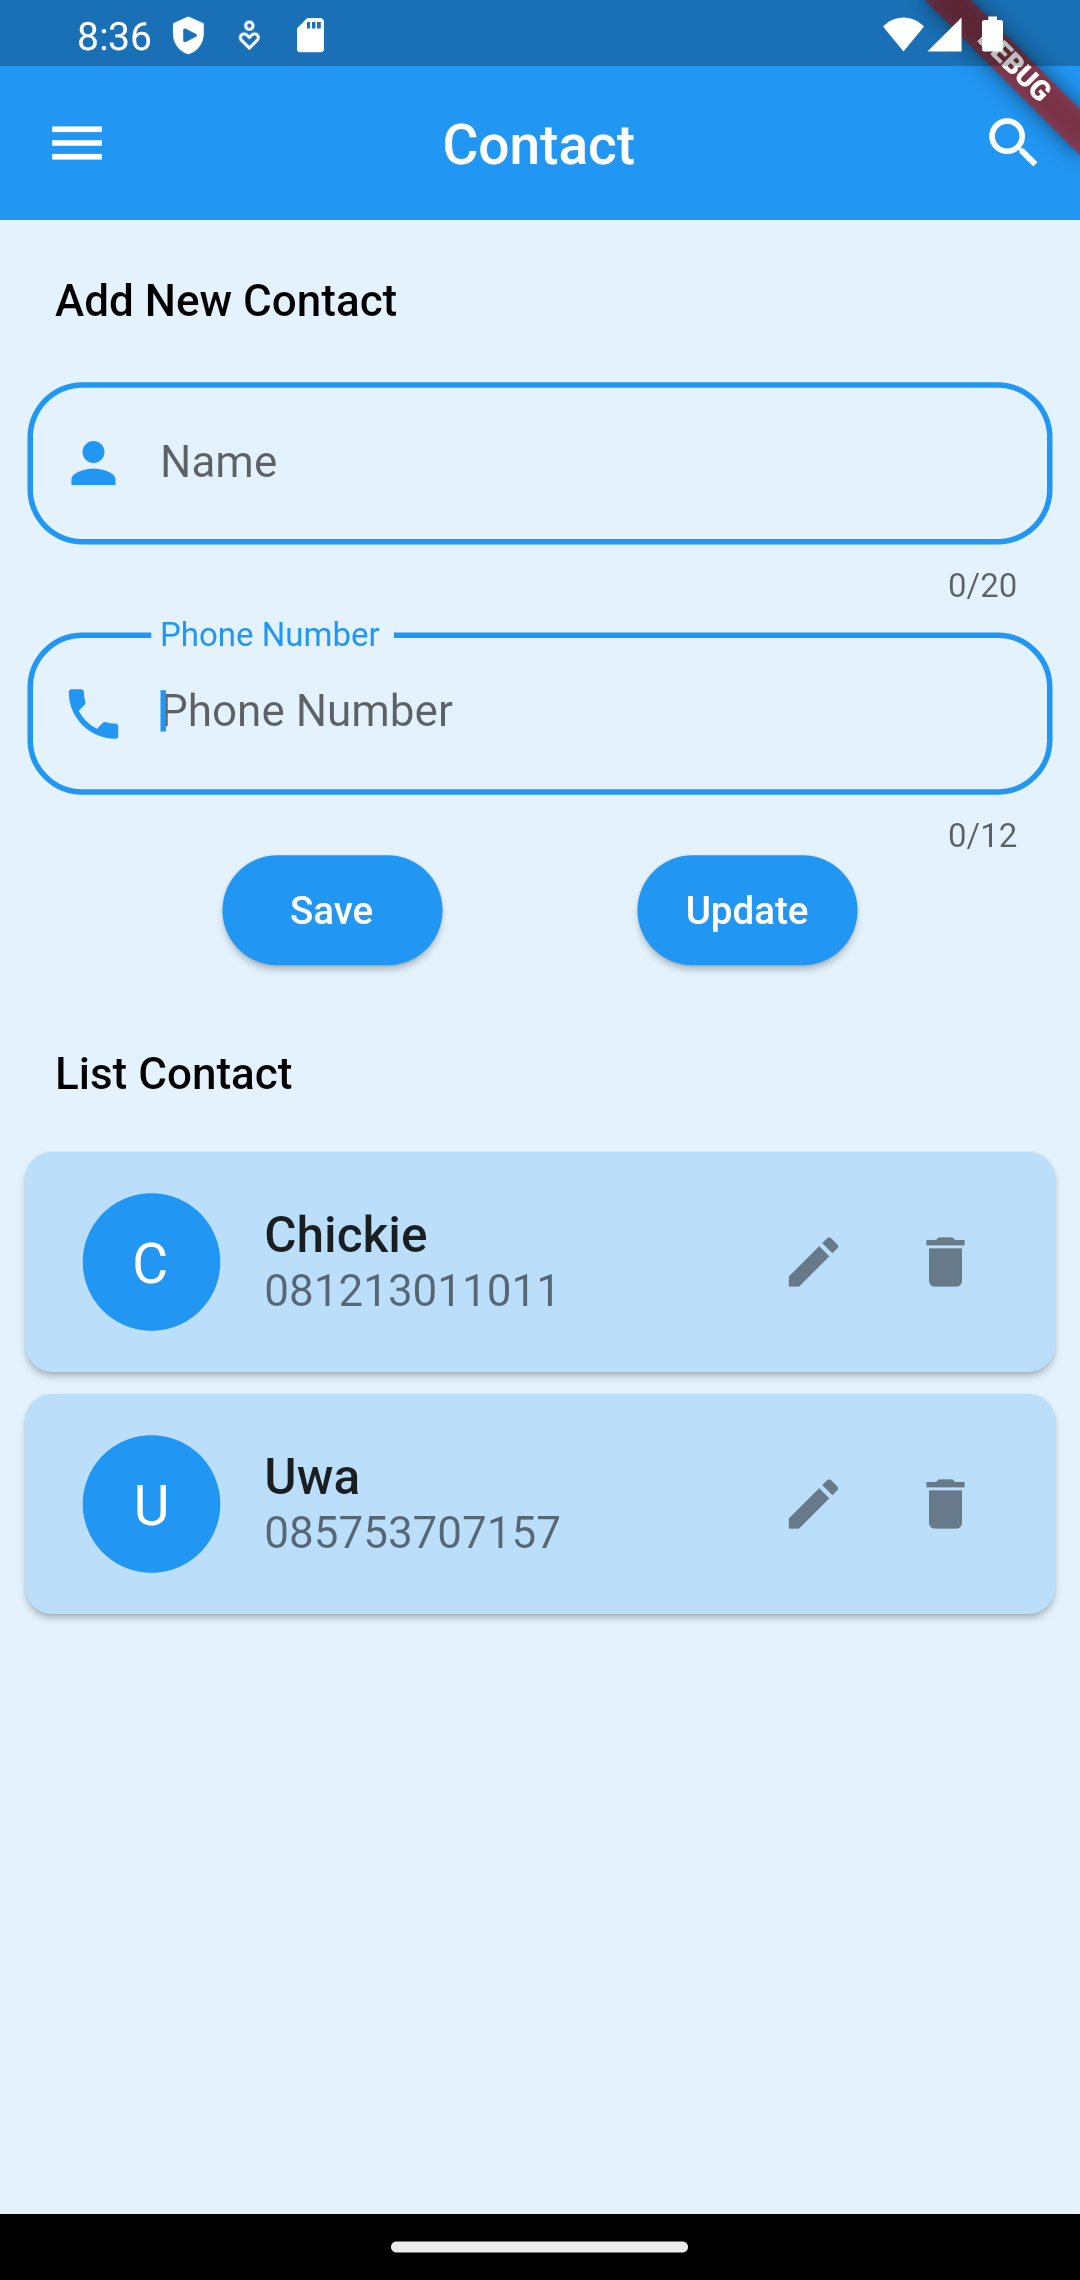 8:36
DEBUG
Contact
Add New Contact
Name
0/20
Phone Number
Phone Number
0/12
Save Update
List Contact
C
Chickie
081213011011
U
Uwa
085753707157